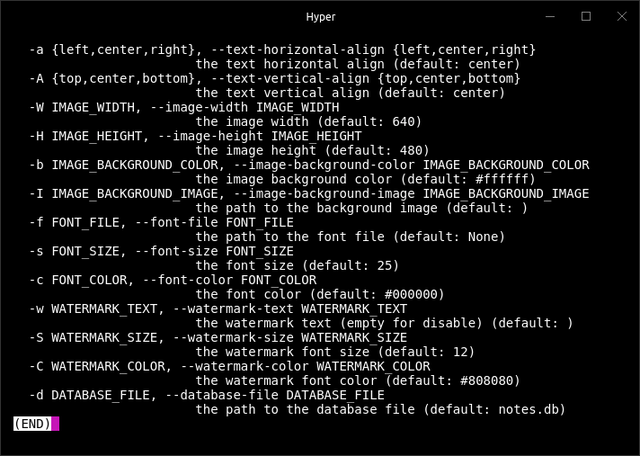 Hyper
-a {left,center,right}, --text-horizontal-align {left,center,right}
the text horizontal align (default: center)
-A {top,center,bottom}, --text-vertical-align {top,center,bottom}
the text vertical align (default: center)
-W IMAGE_WIDTH, --image-width IMAGE_WIDTH
the image width (default: 640)
-H IMAGE_HEIGHT, --image-height IMAGE_HEIGHT
the image height (default: 480)
-b IMAGE_BACKGROUND_COLOR, --image-background-color IMAGE_BACKGROUND_COLOR
the image background color (default: #ffffff)
-I IMAGE_BACKGROUND_IMAGE, --image-background-image IMAGE_BACKGROUND_IMAGE
the path to the background image (default: )
-f FONT_FILE, --font-file FONT_FILE
the path to the font file (default: None)
-s FONT_SIZE, --font-size FONT_SIZE
the font size (default: 25)
-c FONT_COLOR, --font-color FONT_COLOR
the font color (default: #000000)
-w WATERMARK_TEXT, --watermark-text WATERMARK_TEXT
the watermark text (empty for disable) (default: )
-S WATERMARK_SIZE, --watermark-size WATERMARK_SIZE
the watermark font size (default: 12)
-C WATERMARK_COLOR, --watermark-color WATERMARK_COLOR
the watermark font color (default: #808080)
-d DATABASE_FILE, --database-file DATABASE_FILE
the path to the database file (default: notes.db)
(END)